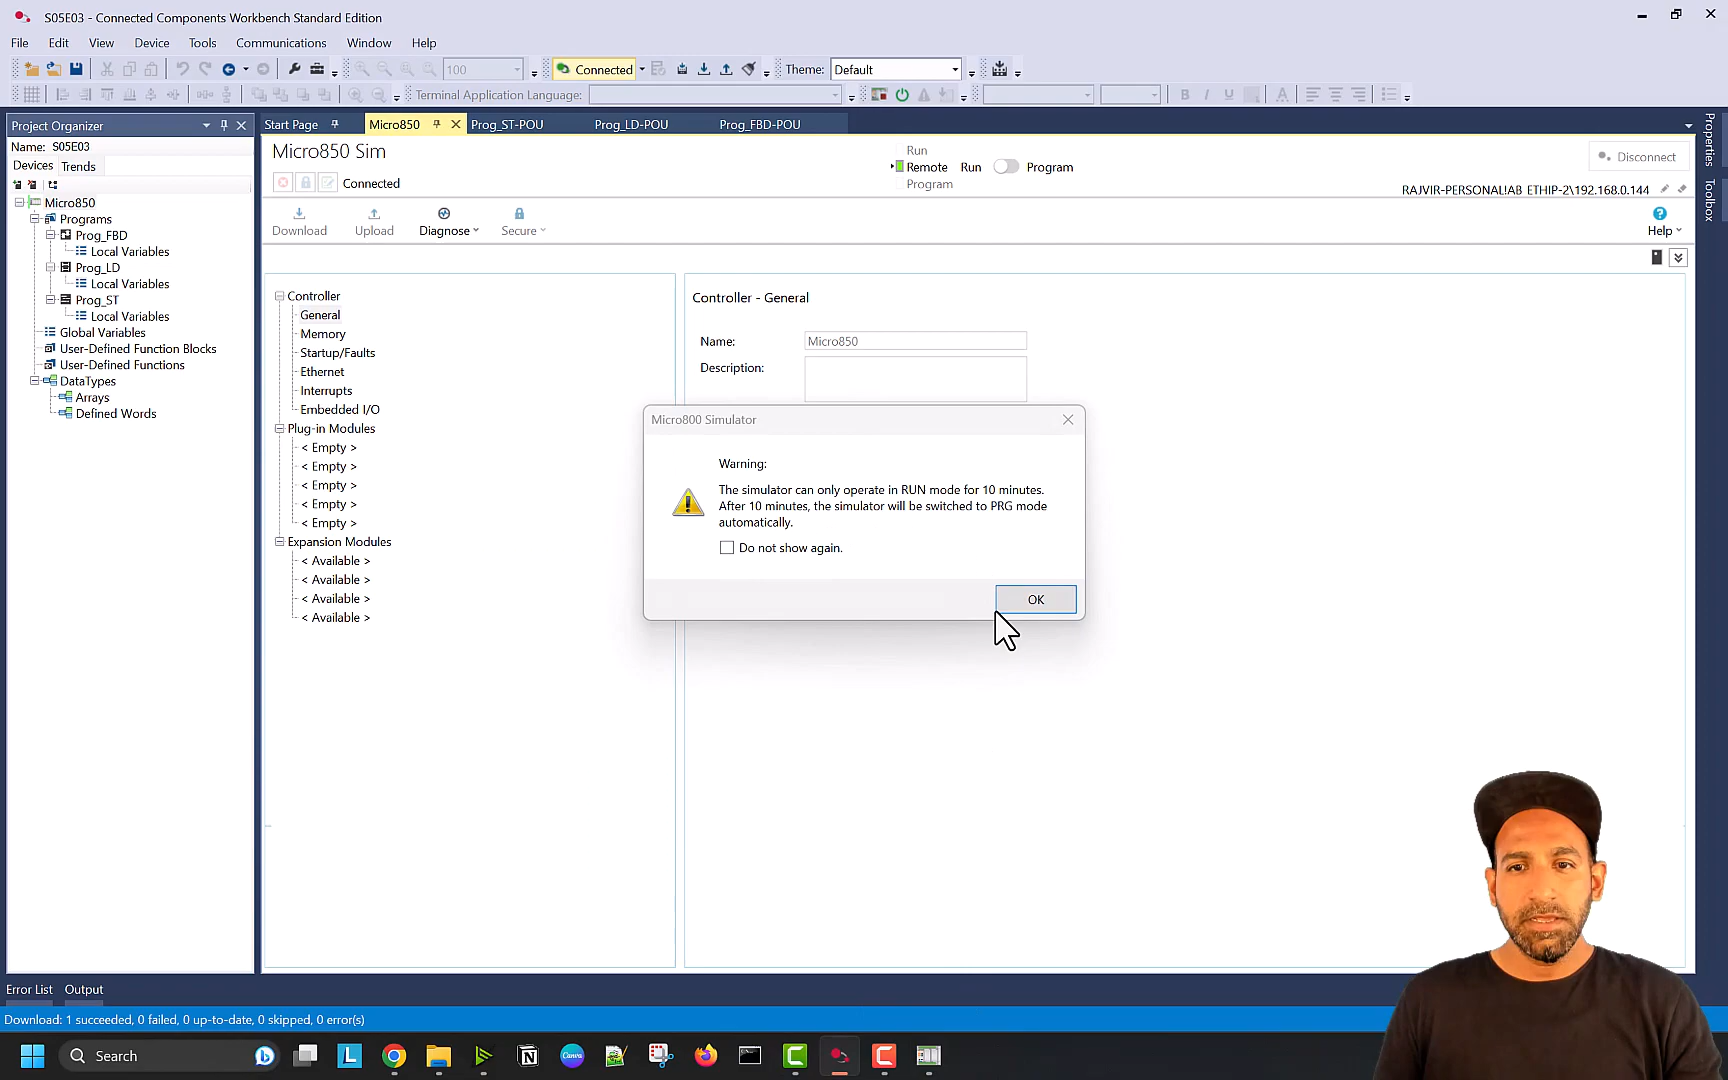 S05E03 - Connected Components Workbench Standard Edition
File Edit View Device Tools Communications Window Help
100 Connected Theme: Default
Terminal Application Language: B I U A
Project Organizer
Name: S05E03
Devices Trends
Micro850
Programs
Prog_FBD
Local Variables
Prog_LD
Local Variables
Prog_ST
Local Variables
Global Variables
User-Defined Function Blocks
User-Defined Functions
DataTypes
Arrays
Defined Words
Start Page Micro850 Prog_ST-POU Prog_LD-POU Prog_FBD-POU
Micro850 Sim
Connected
Run
Remote Run Program
Program
Disconnect
RAJVIR-PERSONAL!AB_ETHIP-2\192.168.0.144
Download Upload Diagnose Secure Help
Controller
General
Memory
Startup/Faults
Ethernet
Interrupts
Embedded I/O
Plug-in Modules
< Empty >
< Empty >
< Empty >
< Empty >
< Empty >
Expansion Modules
< Available >
< Available >
< Available >
< Available >
Controller - General
Name: Micro850
Description:
Micro800 Simulator
Warning:
The simulator can only operate in RUN mode for 10 minutes.
After 10 minutes, the simulator will be switched to PRG mode
automatically.
Do not show again.
OK
Properties
Toolbox
Error List Output
Download: 1 succeeded, 0 failed, 0 up-to-date, 0 skipped, 0 error(s)
Search
L
N
Canva
C
C